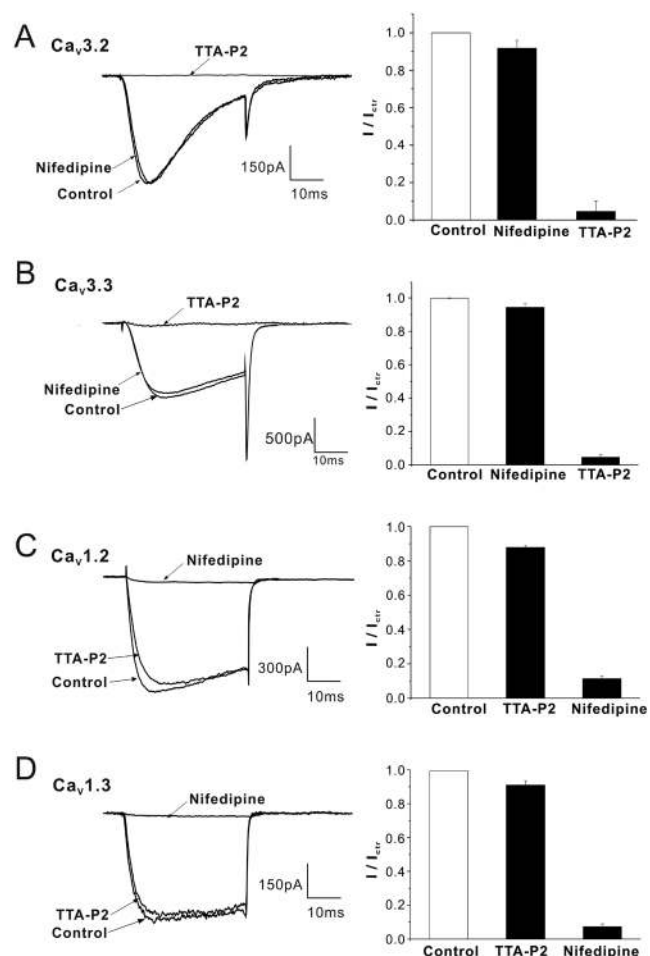 A
Cav3.2
TTA-P2
Nifedipine
Control
150pA
10ms
I / Ictr
1.0
0.8
0.6
0.4
0.2
0.0
Control Nifedipine TTA-P2
B
Cav3.3
TTA-P2
Nifedipine
Control
500pA
10ms
I / Ictr
1.0
0.8
0.6
0.4
0.2
0.0
Control Nifedipine TTA-P2
C
Cav1.2
Nifedipine
TTA-P2
Control
300pA
10ms
I / Ictr
1.0
0.8
0.6
0.4
0.2
0.0
Control TTA-P2 Nifedipine
D
Cav1.3
Nifedipine
TTA-P2
Control
150pA
10ms
I / Ictr
1.0
0.8
0.6
0.4
0.2
0.0
Control TTA-P2 Nifedipine